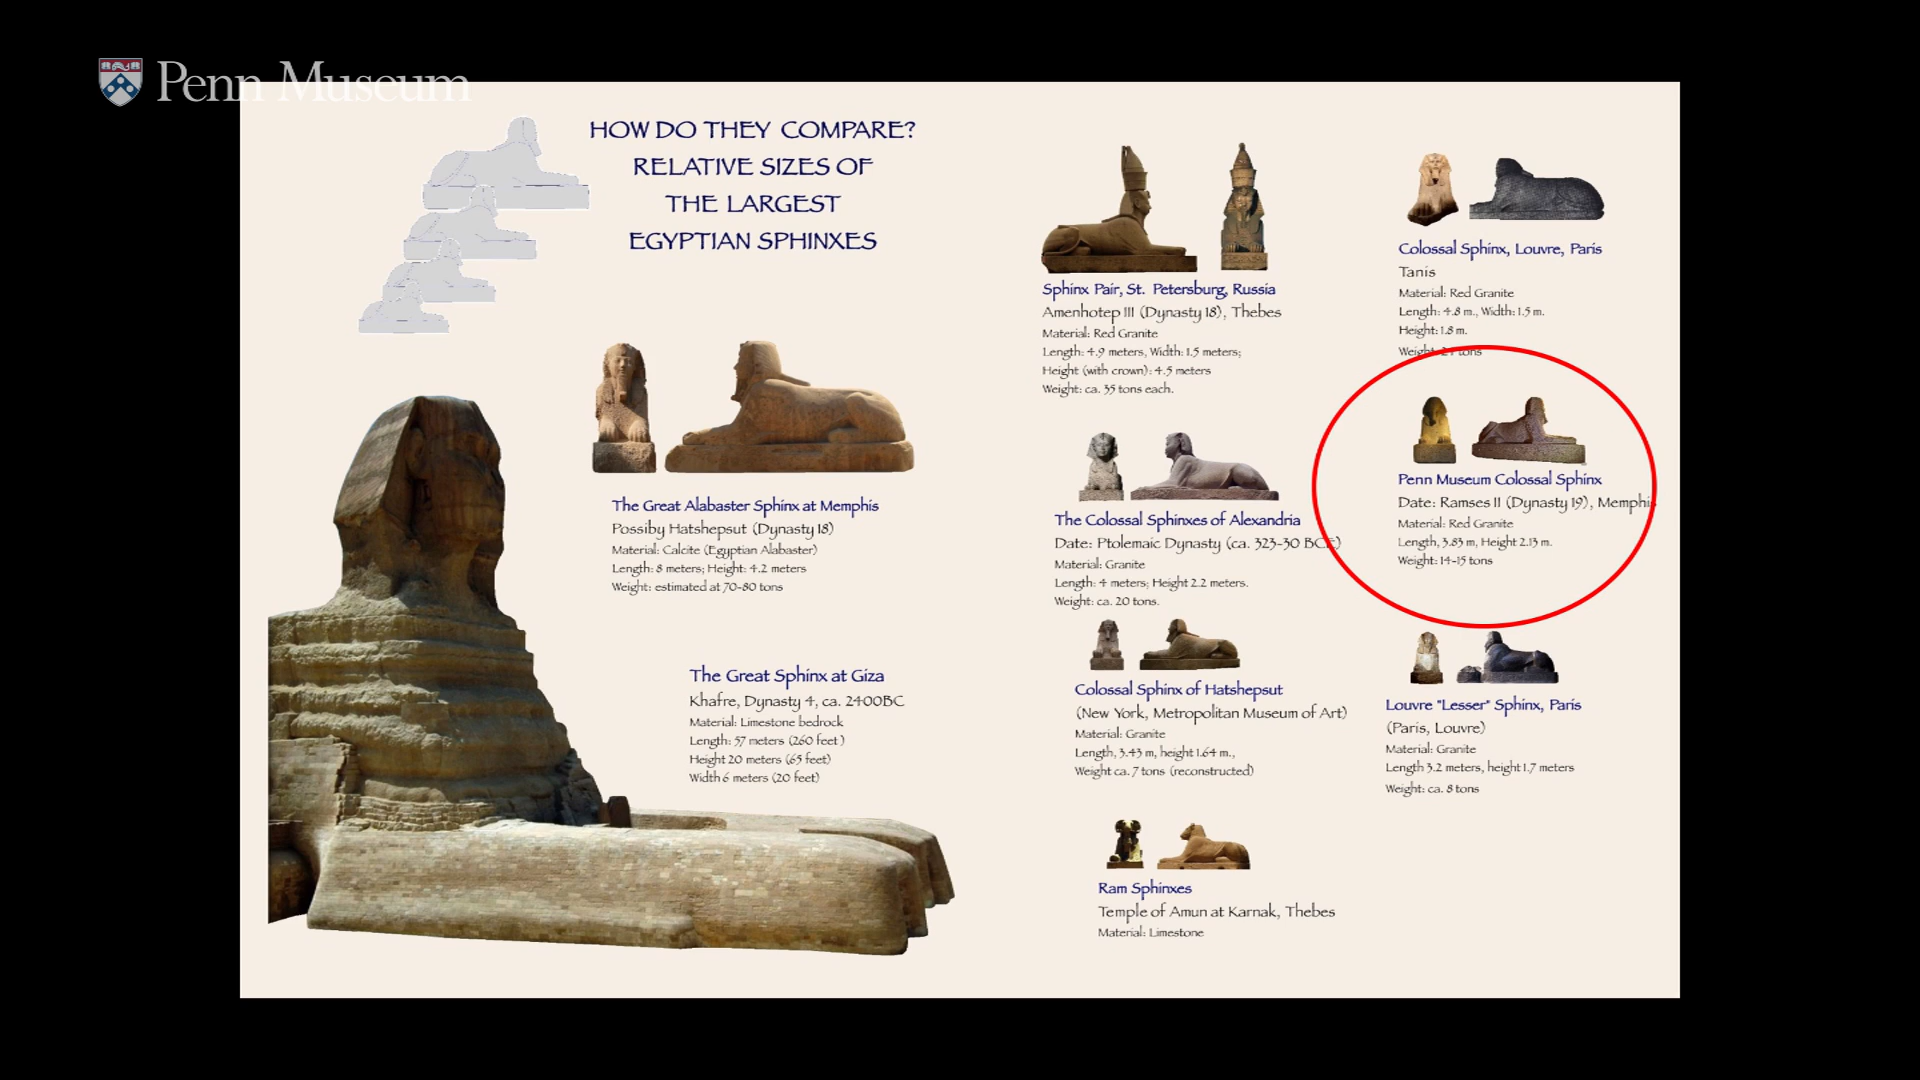 Penn Museum
HOW DO THEY COMPARE?
RELATIVE SIZES OF
THE LARGEST
EGYPTIAN SPHINXES
The Great Alabaster Sphinx at Memphis
Possiby Hatshepsut (Dynasty 18)
Material: Calcite (Egyptian Alabaster)
Length: 8 meters; Height: 4.2 meters
Weight: estimated at 70-80 tons
The Great Sphinx at Giza
Khafre, Dynasty 4, ca. 2400BC
Material: Limestone bedrock
Length: 57 meters (260 feet )
Height 20 meters (65 feet)
Width 6 meters (20 feet)
Sphinx Pair, St. Petersburg, Russia
Amenhotep III (Dynasty 18), Thebes
Material: Red Granite
Length: 4.9 meters, Width: 1.5 meters;
Height (with crown): 4.5 meters
Weight: ca. 35 tons each.
The Colossal Sphinxes of Alexandria
Date: Ptolemaic Dynasty (ca. 323-30 BCE)
Material: Granite
Length: 4 meters; Height 2.2 meters.
Weight: ca. 20 tons.
Colossal Sphinx of Hatshepsut
(New York, Metropolitan Museum of Art)
Material: Granite
Length, 3.43 m, height 1.64 m.,
Weight ca. 7 tons (reconstructed)
Ram Sphinxes
Temple of Amun at Karnak, Thebes
Material: Limestone
Colossal Sphinx, Louvre, Paris
Tanis
Material: Red Granite
Length: 4.8 m., Width: 1.5 m.
Height: 1.8 m.
Weight: tons
Penn Museum Colossal Sphinx
Date: Ramses II (Dynasty 19), Memphis
Material: Red Granite
Length, 3.83 m, Height 2.13 m.
Weight: 14-15 tons
Louvre "Lesser" Sphinx, Paris
(Paris, Louvre)
Material: Granite
Length 3.2 meters, height 1.7 meters
Weight: ca. 8 tons